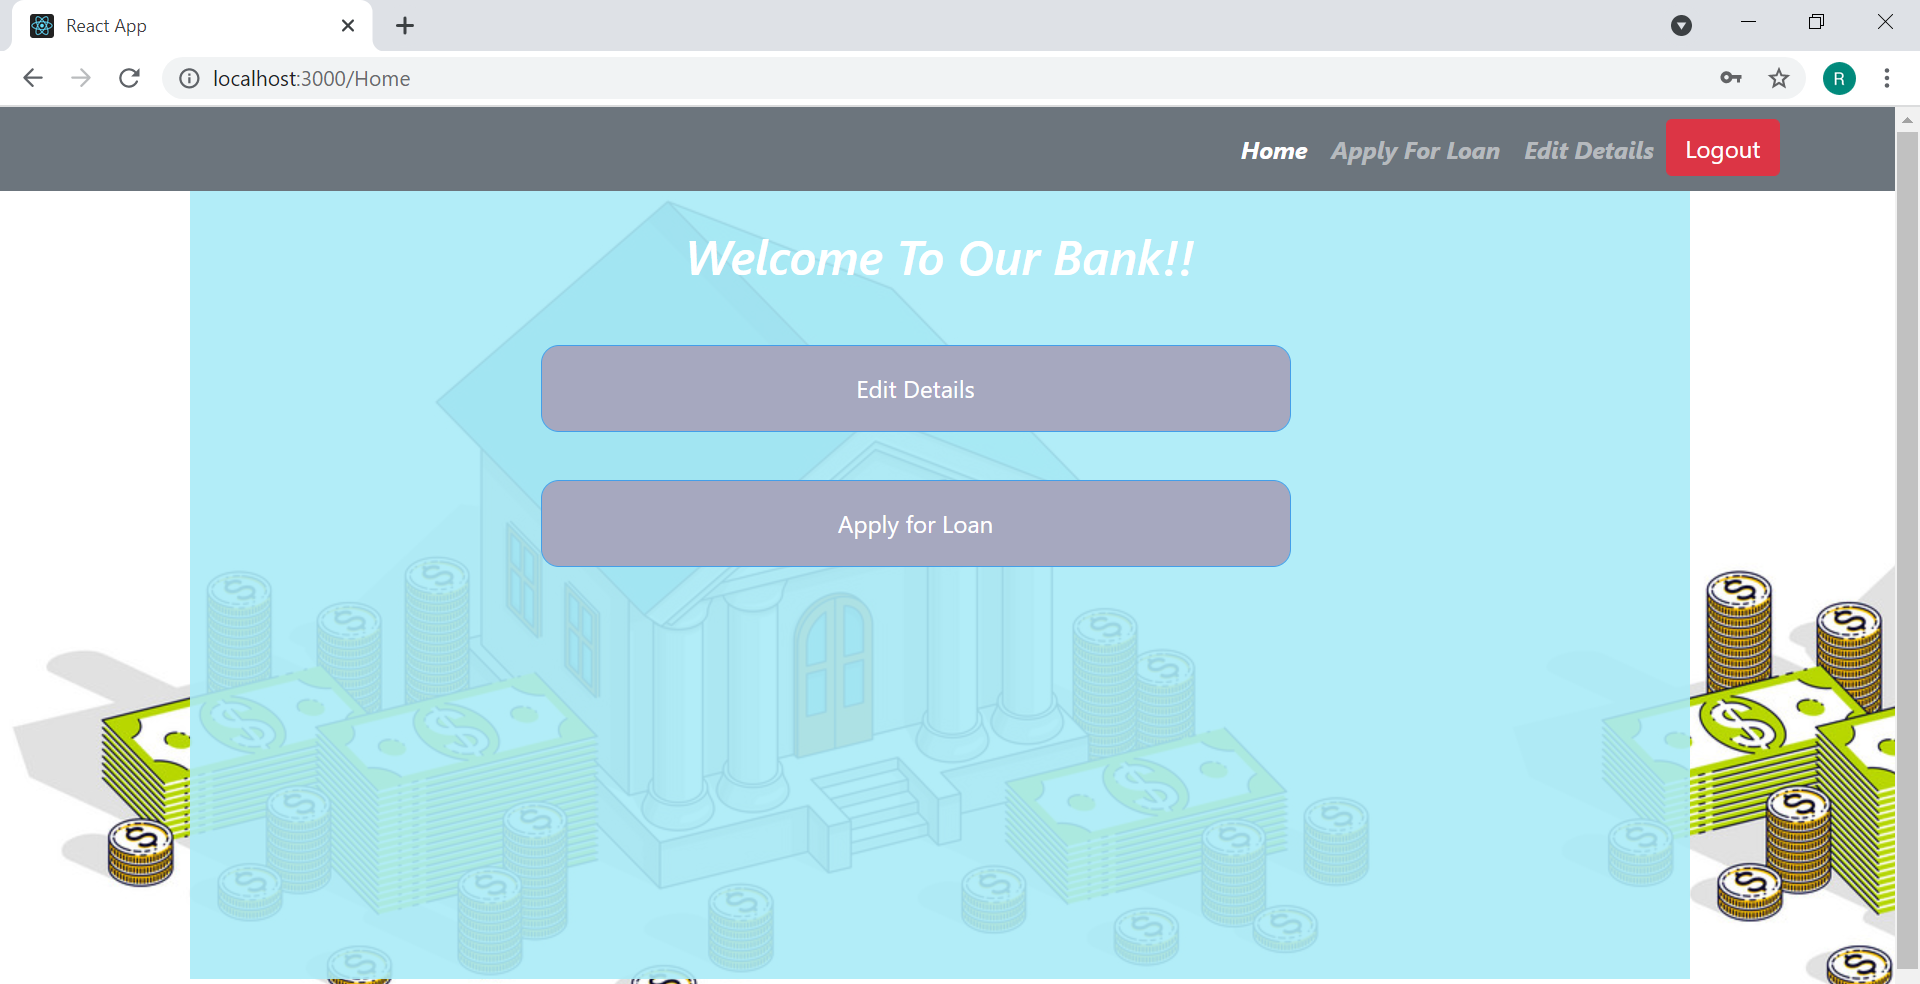 React App
localhost:3000/Home
R
Home Apply For Loan Edit Details Logout
Welcome To Our Bank!!
Edit Details
Apply for Loan